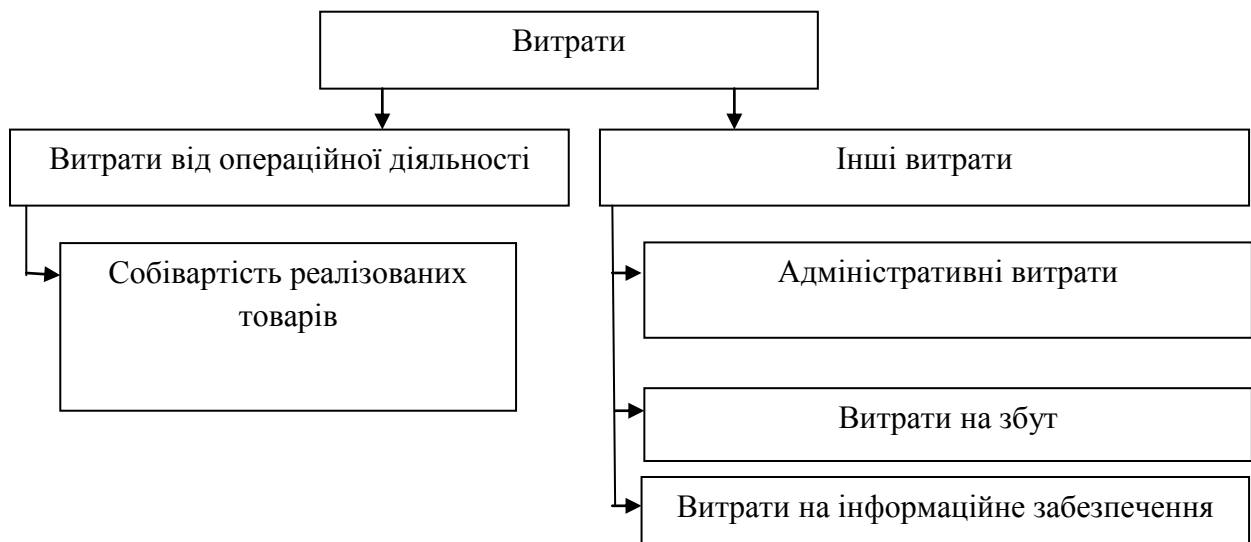 Витрати
Витрати від операційної діяльності
Інші витрати
Собівартість реалізованих
товарів
Адміністративні витрати
Витрати на збут
Витрати на інформаційне забезпечення